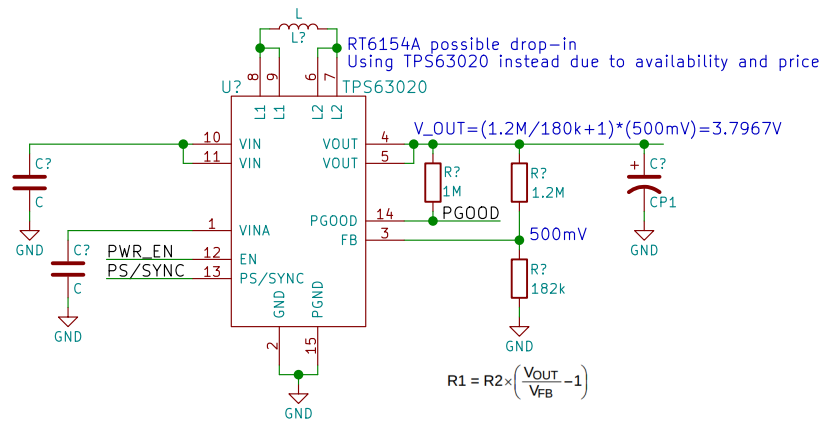 L
L?
RT6154A possible drop-in
Using TPS63020 instead due to availability and price
8
9
6
7
U?
TPS63020
L1
L1
L2
L2
V_OUT=(1.2M/180k+1)*(500mV)=3.7967V
10
VIN
VOUT
4
11
VIN
VOUT
5
C?
C
GND
R?
1M
R?
1.2M
+
C?
CP1
GND
1
VINA
PGOOD
14
PGOOD
FB
3
500mV
C?
C
GND
PWR_EN
12
EN
PS/SYNC
13
PS/SYNC
R?
182k
GND
GND
PGND
2
15
GND
R1 = R2×(VOUT/VFB −1)